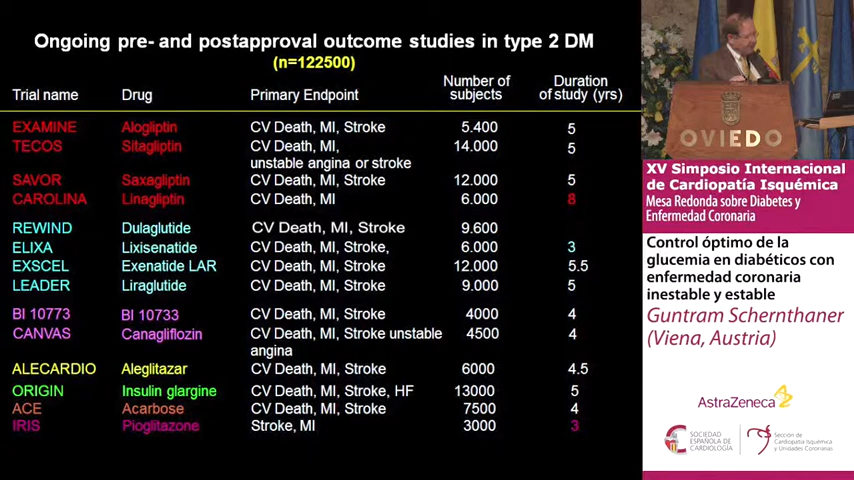 Ongoing pre- and postapproval outcome studies in type 2 DM
(n=122500)
Trial name Drug Primary Endpoint Number of subjects Duration of study (yrs)
EXAMINE Alogliptin CV Death, MI, Stroke 5.400 5
TECOS Sitagliptin CV Death, MI, 14.000 5
unstable angina or stroke
SAVOR Saxagliptin CV Death, MI, Stroke 12.000 5
CAROLINA Linagliptin CV Death, MI 6.000 8
REWIND Dulaglutide CV Death, MI, Stroke 9.600
ELIXA Lixisenatide CV Death, MI, Stroke, 6.000 3
EXSCEL Exenatide LAR CV Death, MI, Stroke 12.000 5.5
LEADER Liraglutide CV Death, MI, Stroke 9.000 5
BI 10773 BI 10733 CV Death, MI, Stroke 4000 4
CANVAS Canagliflozin CV Death, MI, Stroke unstable 4500 4
angina
ALECARDIO Aleglitazar CV Death, MI, Stroke 6000 4.5
ORIGIN Insulin glargine CV Death, MI, Stroke, HF 13000 5
ACE Acarbose CV Death, MI, Stroke 7500 4
IRIS Pioglitazone Stroke, MI 3000 3
OVIEDO
XV Simposio Internacional
de Cardiopatía Isquémica
Mesa Redonda sobre Diabetes y
Enfermedad Coronaria
Control óptimo de la
glucemia en diabéticos con
enfermedad coronaria
inestable y estable
Guntram Schernthaner
(Viena, Austria)
AstraZeneca
SOCIEDAD
ESPAÑOLA DE
CARDIOLOGÍA
Sección de
Cardiopatía Isquémica
y Unidades Coronarias